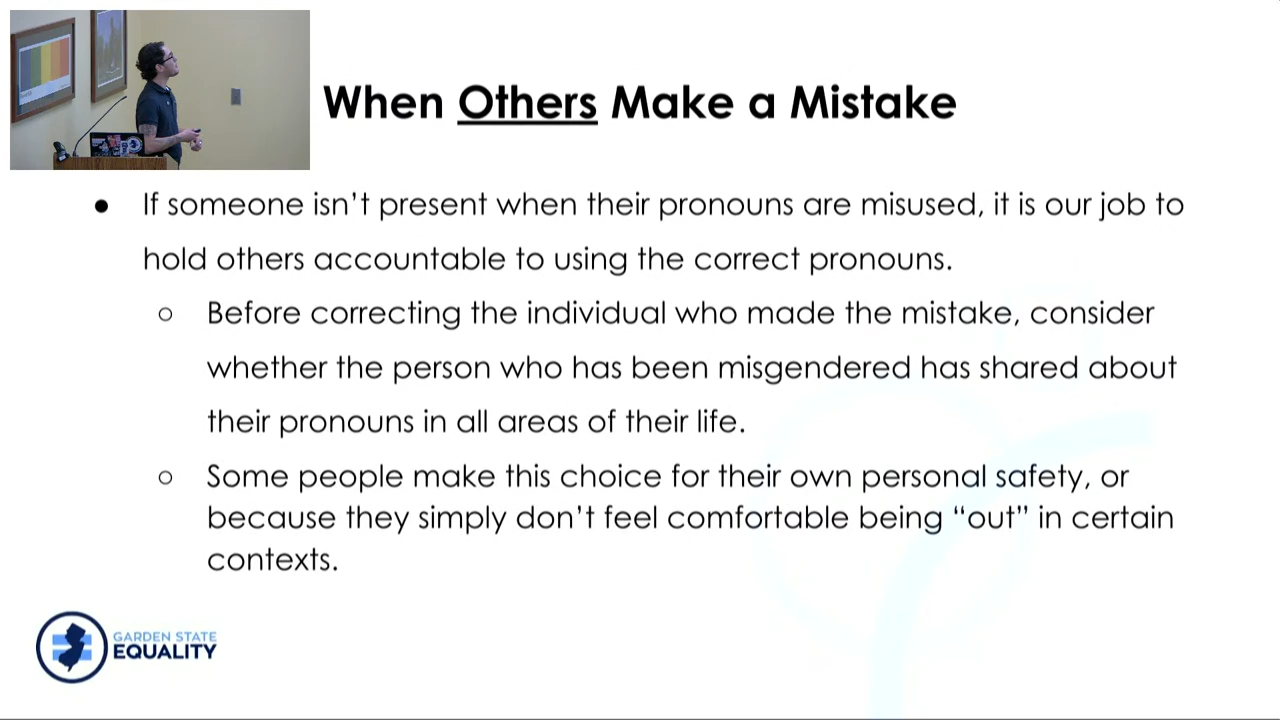 When Others Make a Mistake
● If someone isn’t present when their pronouns are misused, it is our job to
hold others accountable to using the correct pronouns.
○ Before correcting the individual who made the mistake, consider
whether the person who has been misgendered has shared about
their pronouns in all areas of their life.
○ Some people make this choice for their own personal safety, or
because they simply don’t feel comfortable being “out” in certain
contexts.
GARDEN STATE
EQUALITY